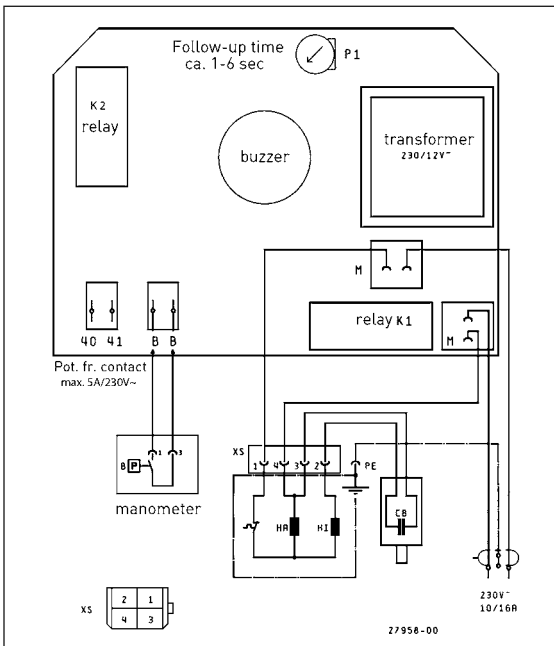 Follow-up time
ca. 1-6 sec
P1
K2
relay
buzzer
transformer
230/12V~
M
relay K1
M
40 41 B B
Pot. fr. contact
max. 5A/230V~
B P 1 3
manometer
XS
1 4 3 2 PE
HA HI
CB
230V~
10/16A
XS
2 1
4 3
27958-00